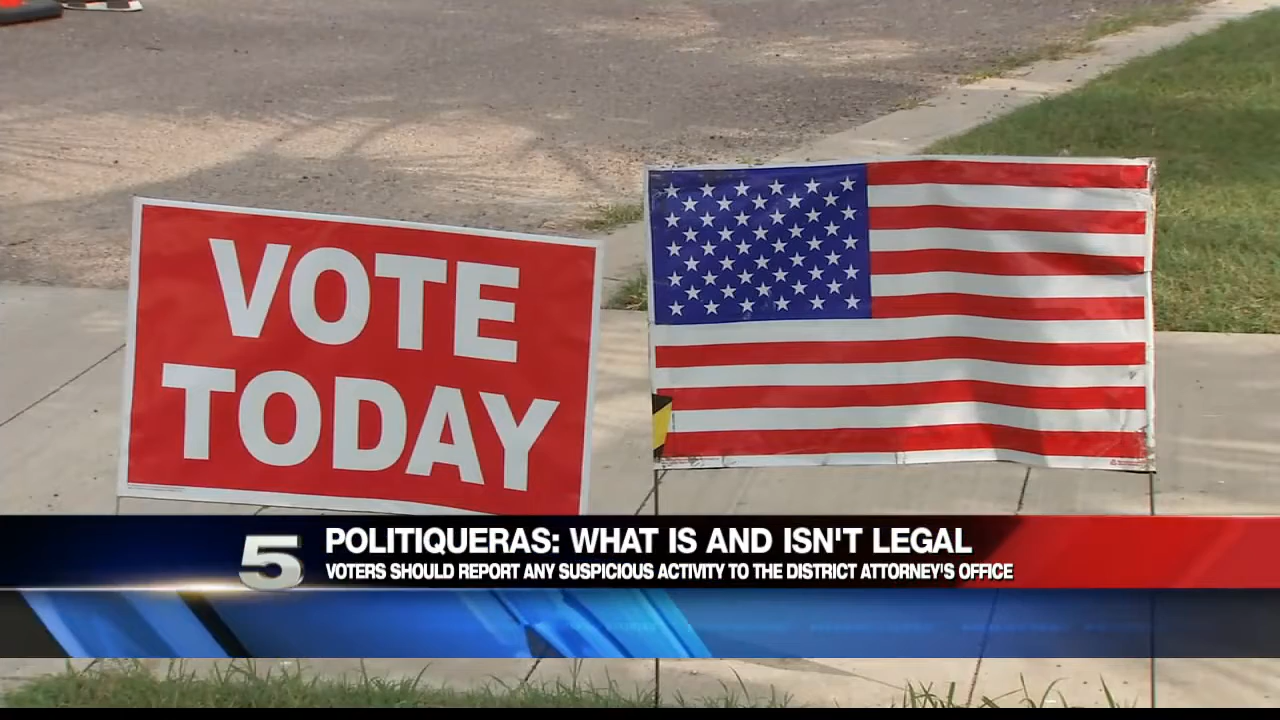 VOTE
TODAY
5
POLITIQUERAS: WHAT IS AND ISN'T LEGAL
VOTERS SHOULD REPORT ANY SUSPICIOUS ACTIVITY TO THE DISTRICT ATTORNEY'S OFFICE